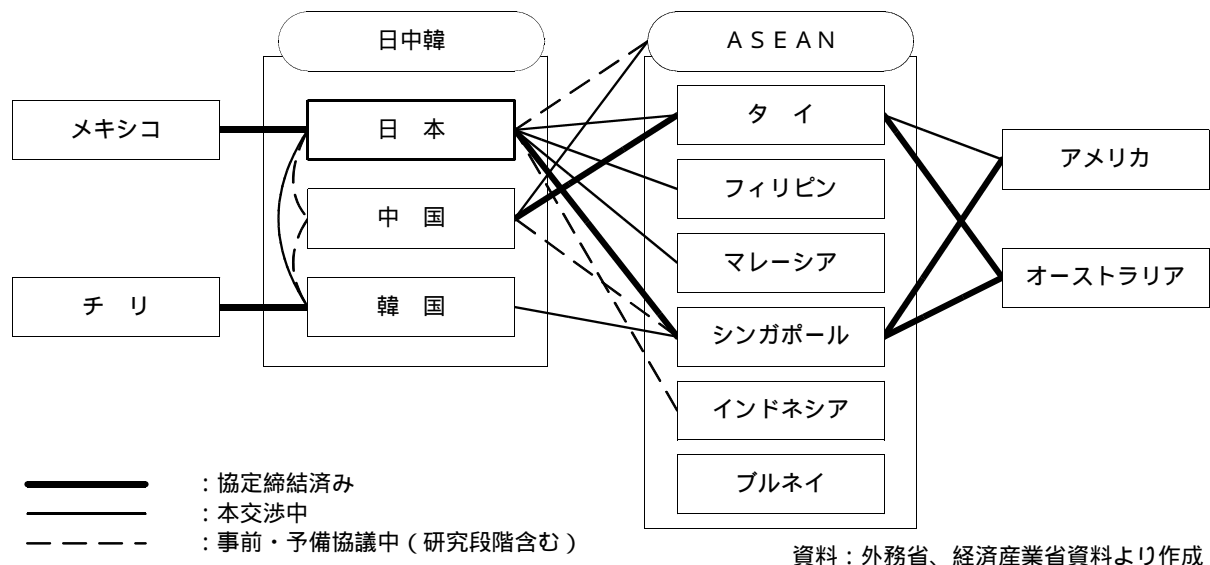 日中韓
ＡＳＥＡＮ
メキシコ
日　本
タ　イ
アメリカ
フィリピン
中　国
マレーシア
オーストラリア
チ　リ
韓　国
シンガポール
インドネシア
ブルネイ
：協定締結済み
：本交渉中
：事前・予備協議中（研究段階含む）
資料：外務省、経済産業省資料より作成